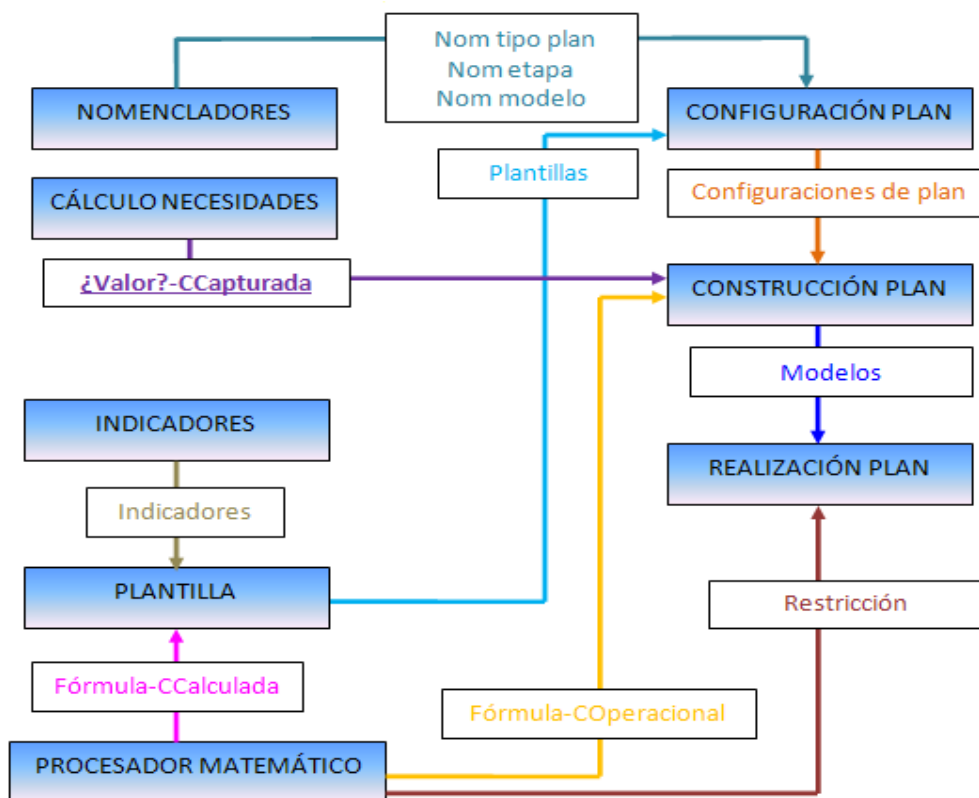 Nom tipo plan
Nom etapa
Nom modelo
NOMENCLADORES
CONFIGURACIÓN PLAN
Plantillas
CÁLCULO NECESIDADES
Configuraciones de plan
¿Valor?-CCapturada
CONSTRUCCIÓN PLAN
Modelos
INDICADORES
REALIZACIÓN PLAN
Indicadores
PLANTILLA
Restricción
Fórmula-CCalculada
Fórmula-COperacional
PROCESADOR MATEMÁTICO